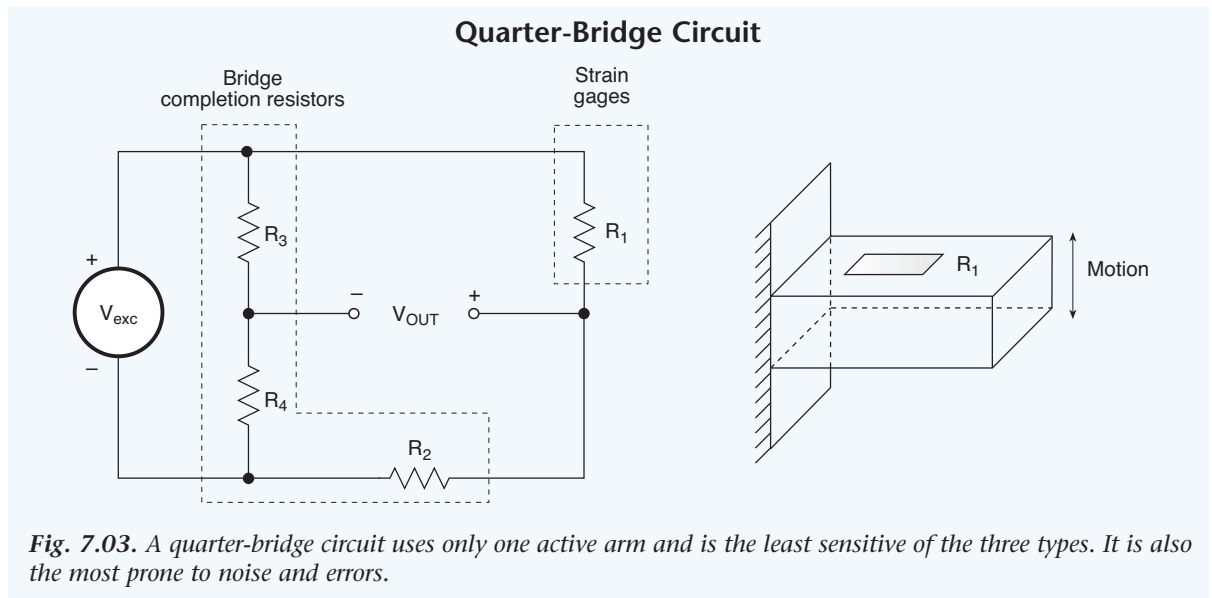 Quarter-Bridge Circuit
Bridge
completion resistors
Strain
gages
R3
R1
+
Vexc
–
–
VOUT
+
R4
R2
R1
Motion
Fig. 7.03. A quarter-bridge circuit uses only one active arm and is the least sensitive of the three types. It is also
the most prone to noise and errors.